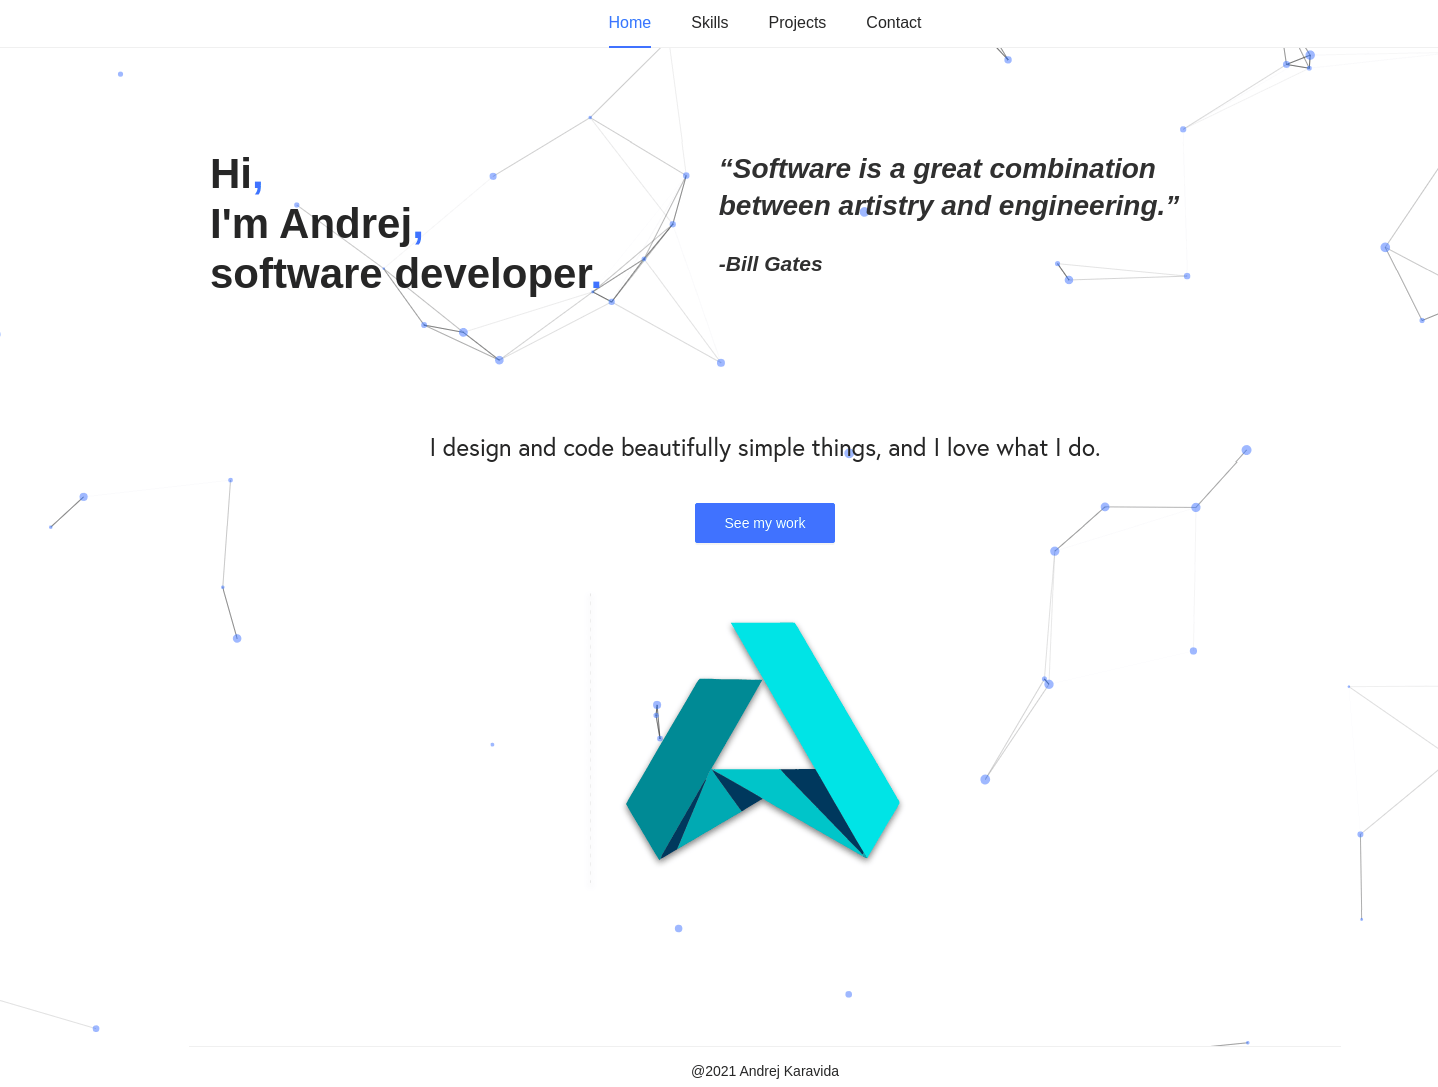 Home Skills Projects Contact
Hi,
I'm Andrej,
software developer.
“Software is a great combination
between artistry and engineering.”
-Bill Gates
I design and code beautifully simple things, and I love what I do.
See my work
@2021 Andrej Karavida